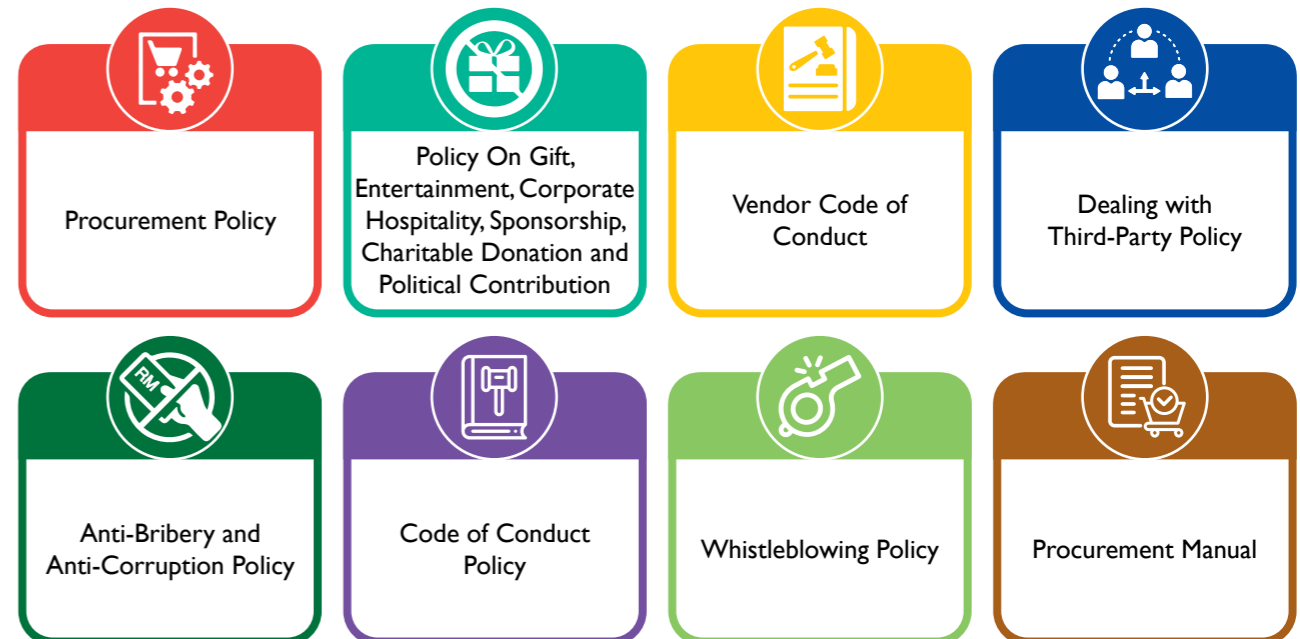 Procurement Policy
Policy On Gift,
Entertainment, Corporate
Hospitality, Sponsorship,
Charitable Donation and
Political Contribution
Vendor Code of
Conduct
Dealing with
Third-Party Policy
RM
Anti-Bribery and
Anti-Corruption Policy
Code of Conduct
Policy
Whistleblowing Policy
Procurement Manual